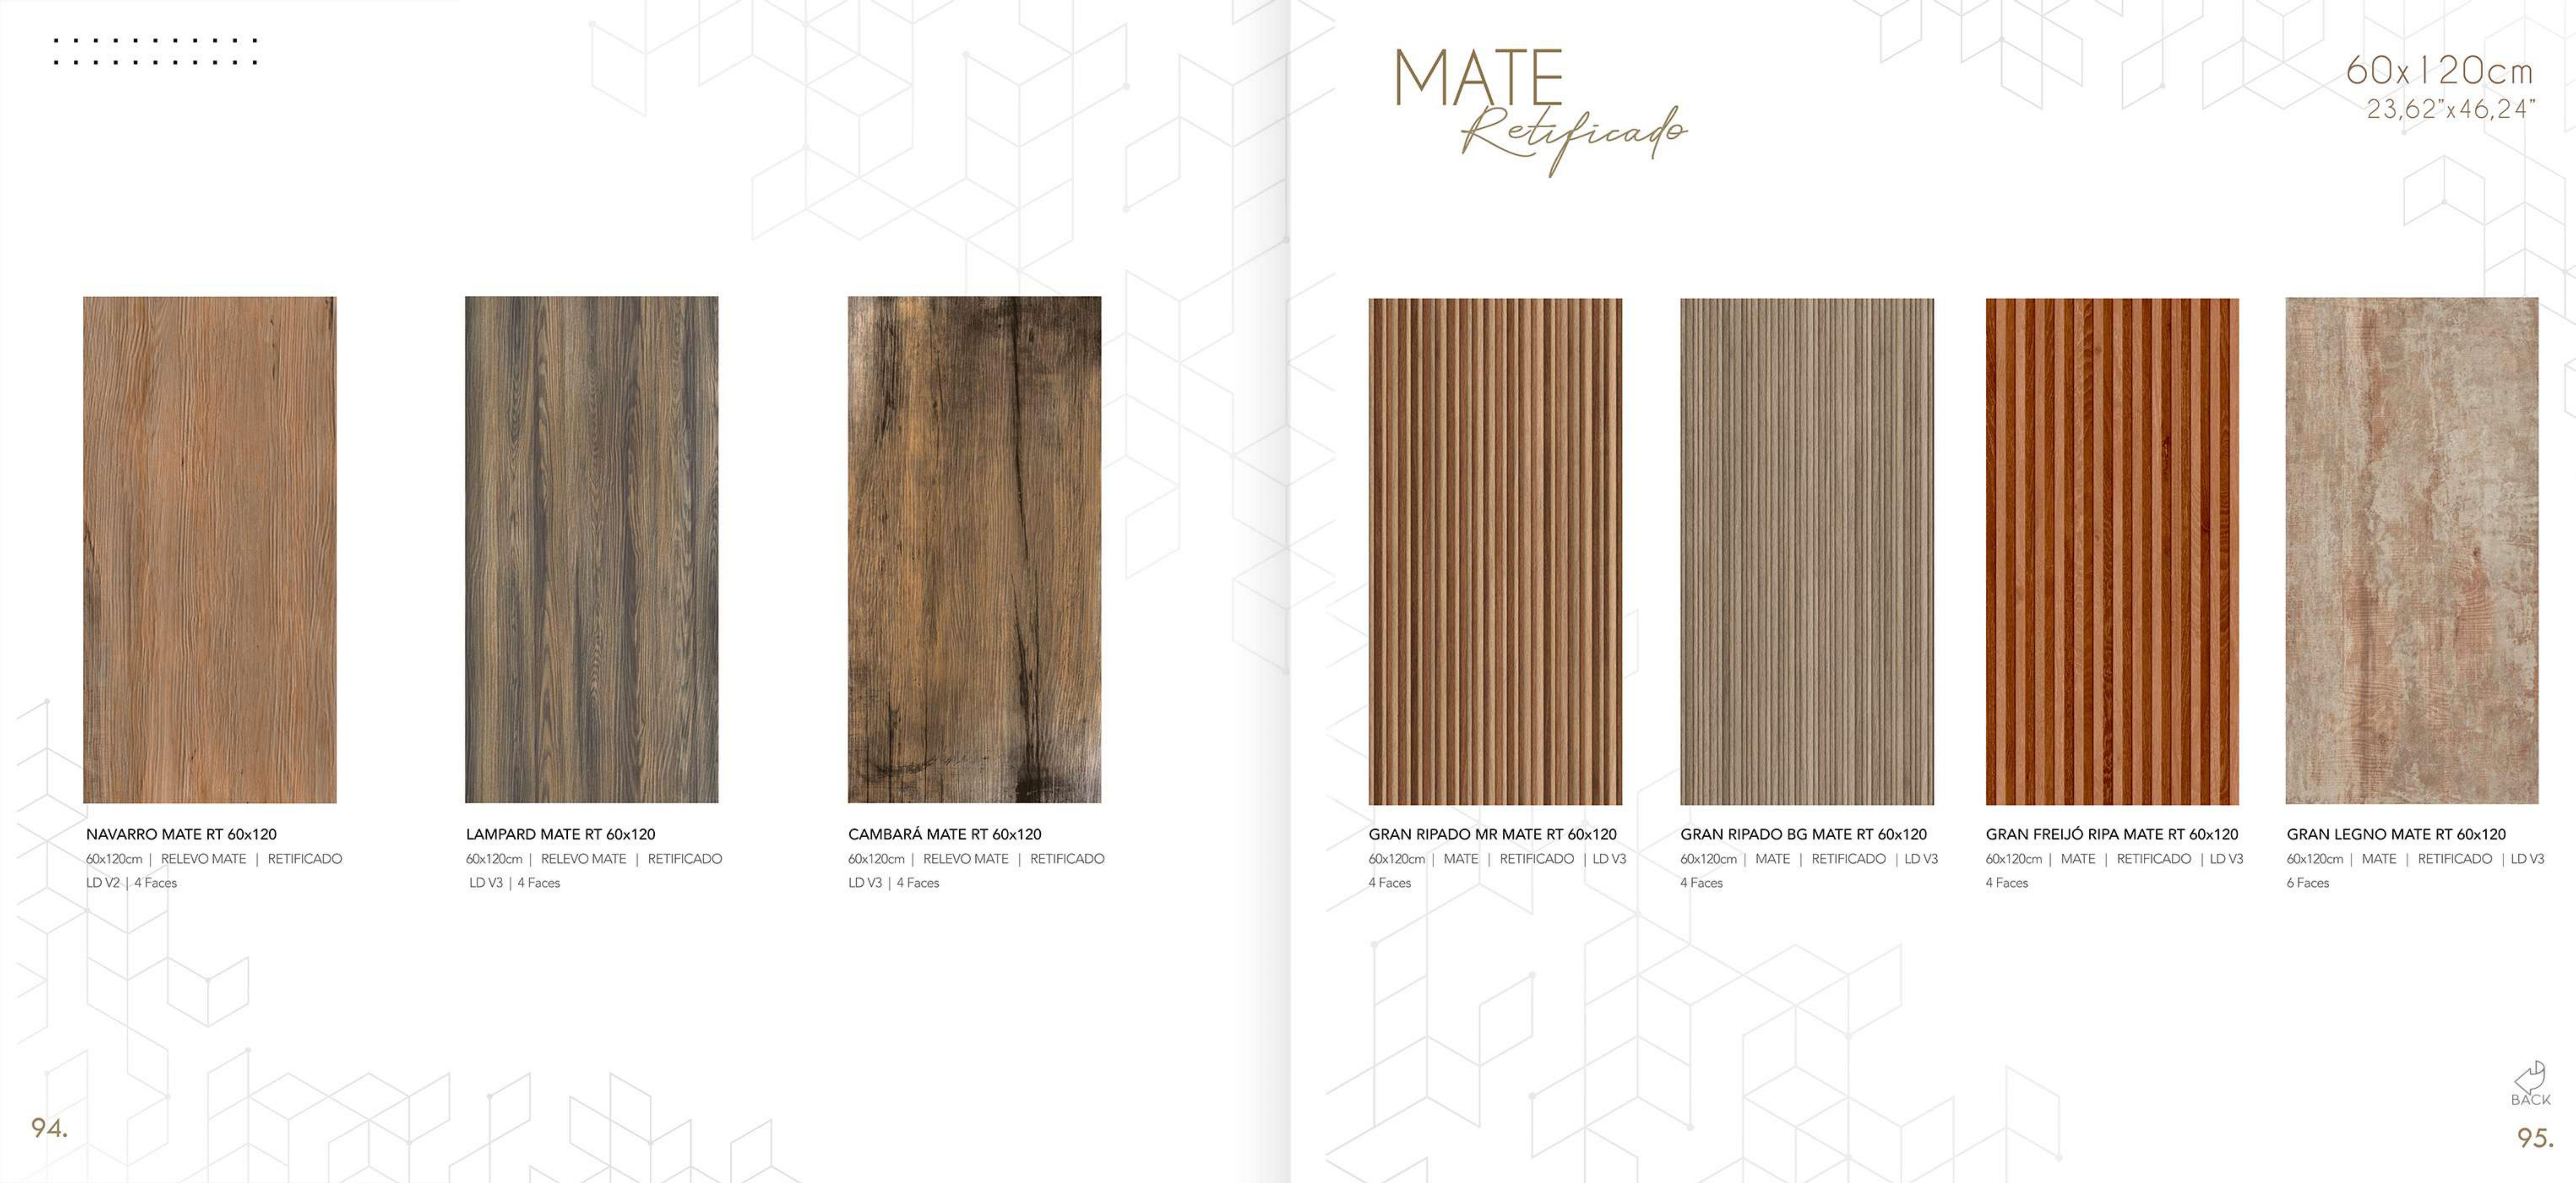 MATE
Retificado
60x120cm
23,62”x46,24”
NAVARRO MATE RT 60x120
60x120cm | RELEVO MATE | RETIFICADO
LD V2 | 4 Faces
LAMPARD MATE RT 60x120
60x120cm | RELEVO MATE | RETIFICADO
LD V3 | 4 Faces
CAMBARÁ MATE RT 60x120
60x120cm | RELEVO MATE | RETIFICADO
LD V3 | 4 Faces
GRAN RIPADO MR MATE RT 60x120
60x120cm | MATE | RETIFICADO | LD V3
4 Faces
GRAN RIPADO BG MATE RT 60x120
60x120cm | MATE | RETIFICADO | LD V3
4 Faces
GRAN FREIJÓ RIPA MATE RT 60x120
60x120cm | MATE | RETIFICADO | LD V3
4 Faces
GRAN LEGNO MATE RT 60x120
60x120cm | MATE | RETIFICADO | LD V3
6 Faces
94.
BACK
95.